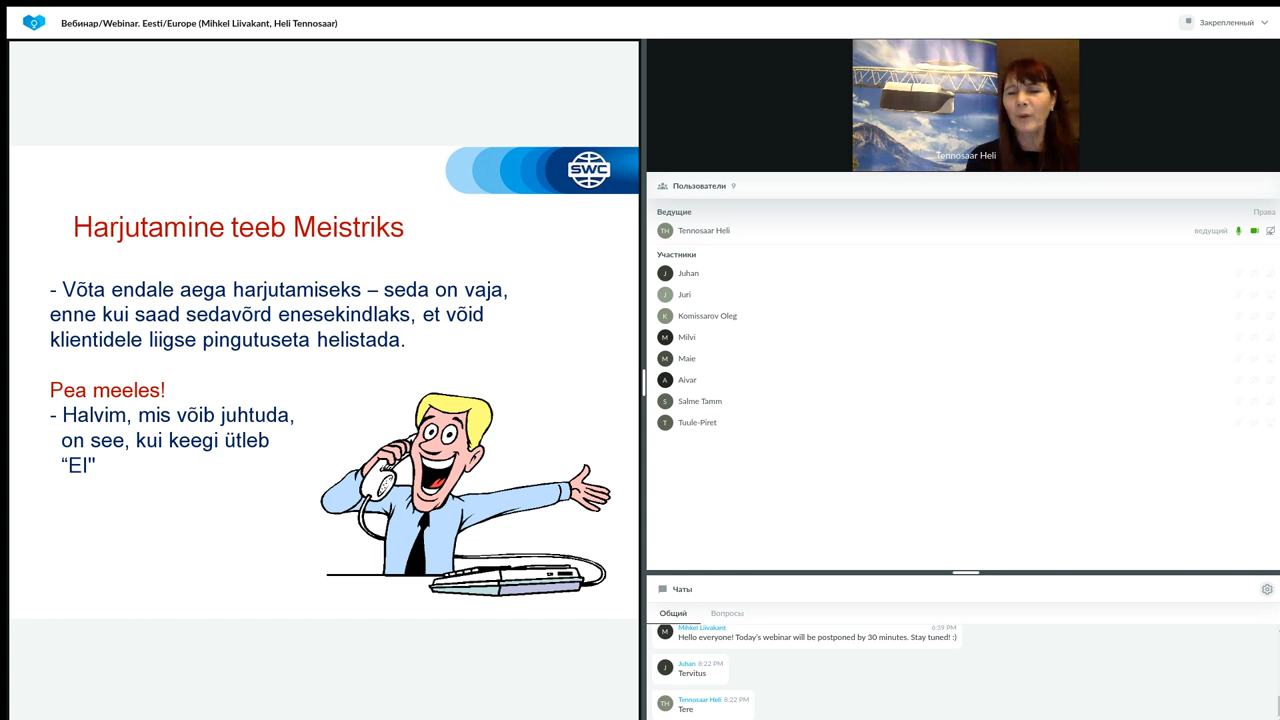 Вебинар/Webinar. Eesti/Europe (Mihkel Liivakant, Heli Tennosaar)
Закрепленный
SWC
Harjutamine teeb Meistriks
- Võta endale aega harjutamiseks – seda on vaja,
enne kui saad sedavõrd enesekindlaks, et võid
klientidele liigse pingutuseta helistada.
Pea meeles!
- Halvim, mis võib juhtuda,
on see, kui keegi ütleb
“EI"
Tennosaar Heli
Пользователи 9
Ведущие
Права
TH Tennosaar Heli
ведущий
Участники
J Juhan
J Juri
K Komissarov Oleg
M Milvi
M Maie
A Aivar
S Salme Tamm
T Tuule-Piret
Чаты
Общий Вопросы
M Mihkel Liivakant 6:39 PM
Hello everyone! Today's webinar will be postponed by 30 minutes. Stay tuned! :)
J Juhan 8:22 PM
Tervitus
TH Tennosaar Heli 8:22 PM
Tere